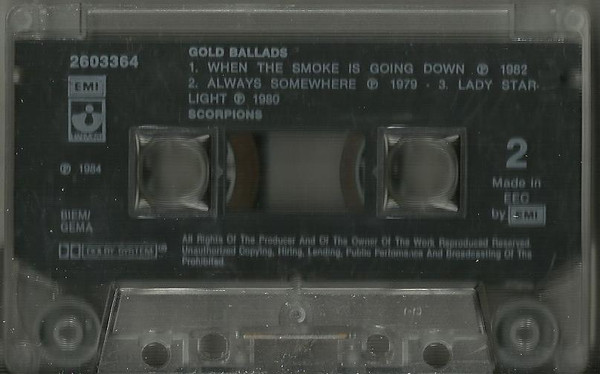 2603364
EMI
GOLD BALLADS
1. WHEN THE SMOKE IS GOING DOWN ℗ 1982
2. ALWAYS SOMEWHERE ℗ 1979 · 3. LADY STAR-
LIGHT ℗ 1980
SCORPIONS
℗ 1984
BIEM/
GEMA
DOLBY SYSTEM
2
Made in
EEC
by EMI
All Rights Of The Producer And Of The Owner Of The Work Reproduced Reserved
Unauthorised Copying, Hiring, Lending, Public Performance And Broadcasting Of This
Prohibited